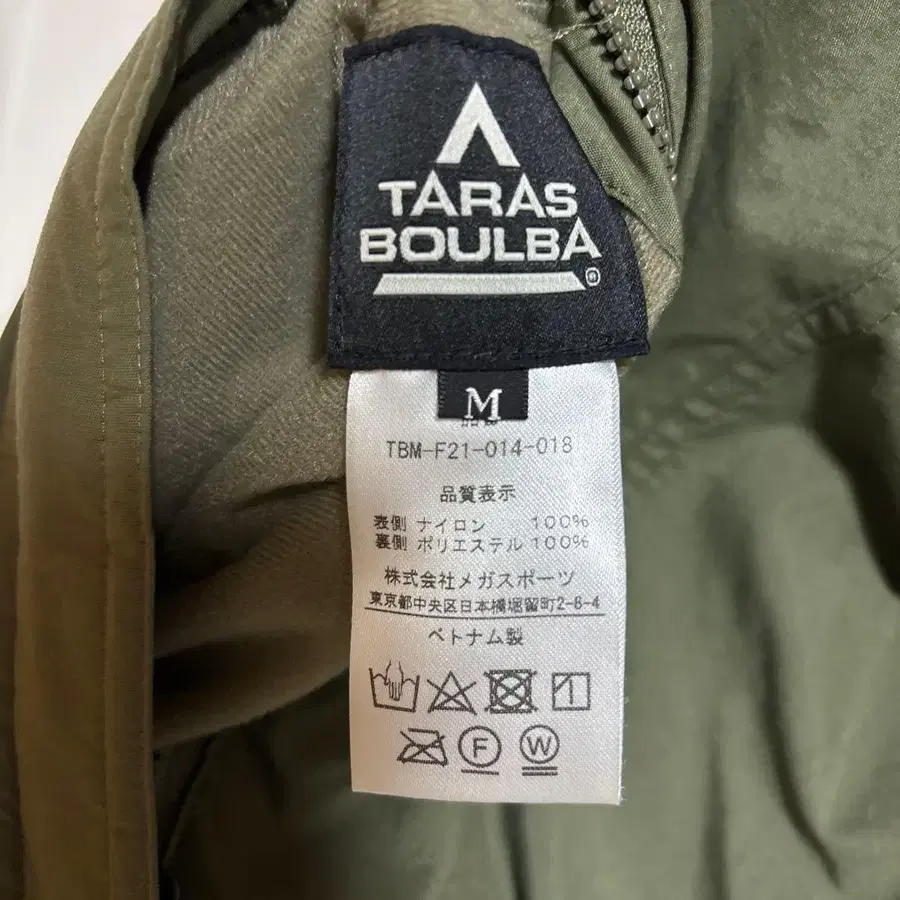 TARAS
BOULBA
®
M
TBM-F21-014-018
品質表示
表側 ナイロン 100%
裏側 ポリエステル 100%
株式会社メガスポーツ
東京都中央区日本橋堀留町2-8-4
ベトナム製
F
W